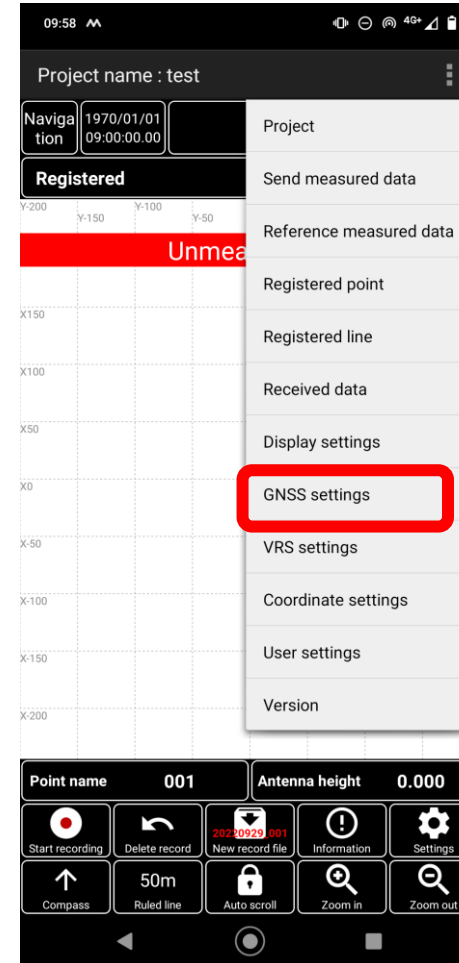 09:58
4G+
Project name : test
Naviga
tion
1970/01/01
09:00:00.00
Registered
Y-200
Y-150
Y-100
Y-50
Unmea
X150
X100
X50
X0
X-50
X-100
X-150
X-200
Project
Send measured data
Reference measured data
Registered point
Registered line
Received data
Display settings
GNSS settings
VRS settings
Coordinate settings
User settings
Version
Point name 001
Antenna height 0.000
20220929_001
Start recording
Delete record
New record file
Information
Settings
50m
Compass
Ruled line
Auto scroll
Zoom in
Zoom out